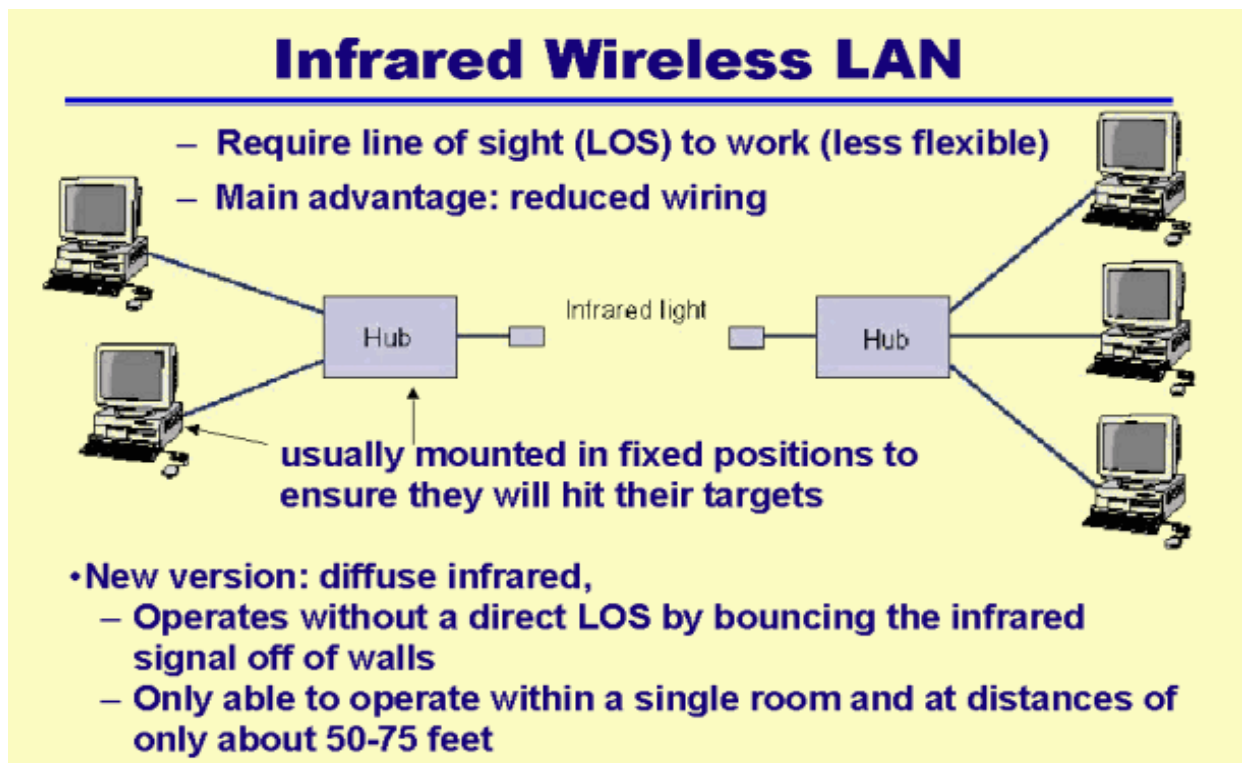 Infrared Wireless LAN
– Require line of sight (LOS) to work (less flexible)
– Main advantage: reduced wiring
Infrared light
Hub
Hub
usually mounted in fixed positions to
ensure they will hit their targets
•New version: diffuse infrared,
– Operates without a direct LOS by bouncing the infrared
signal off of walls
– Only able to operate within a single room and at distances of
only about 50-75 feet